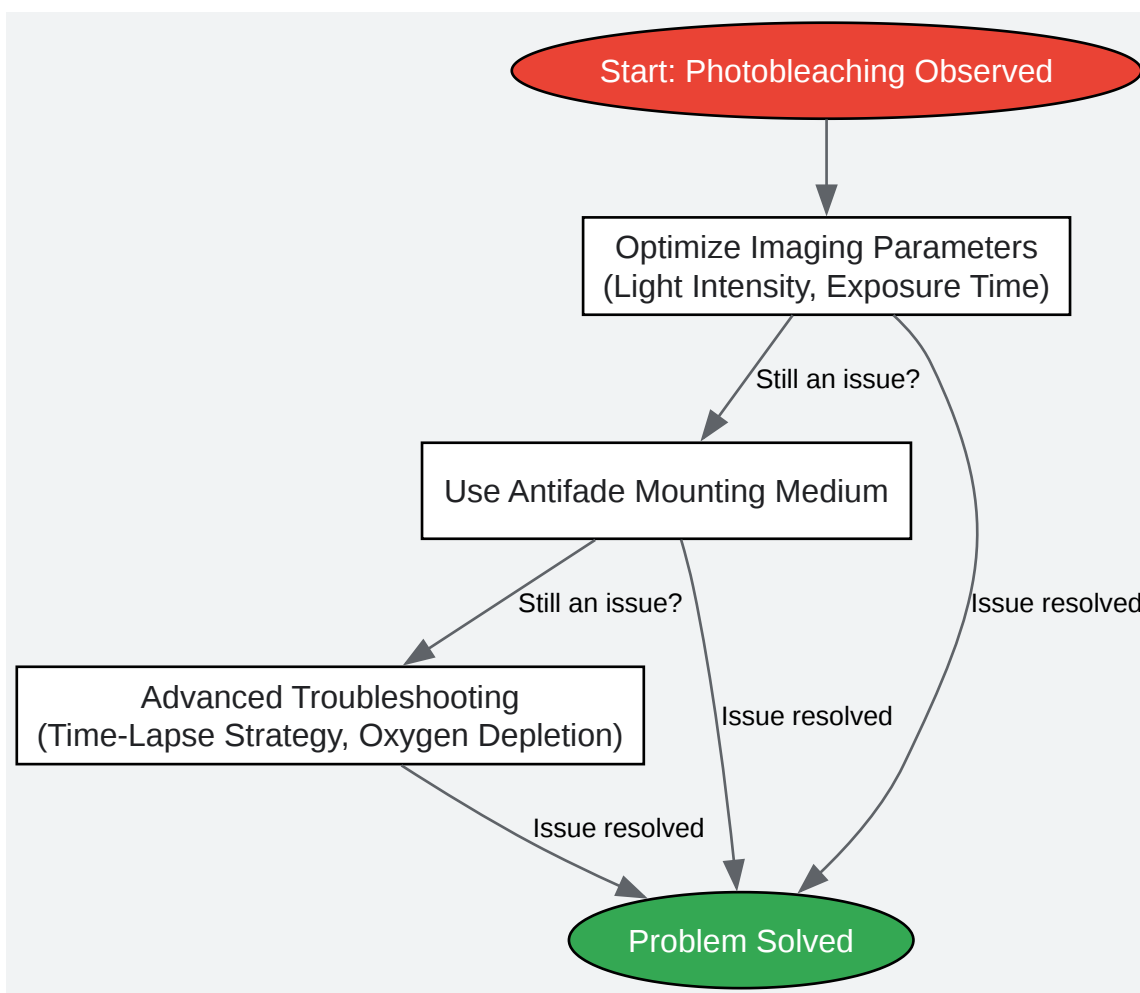 Start: Photobleaching Observed
Optimize Imaging Parameters
(Light Intensity, Exposure Time)
Still an issue?
Use Antifade Mounting Medium
Still an issue?
Issue resolved
Advanced Troubleshooting
(Time-Lapse Strategy, Oxygen Depletion)
Issue resolved
Issue resolved
Problem Solved